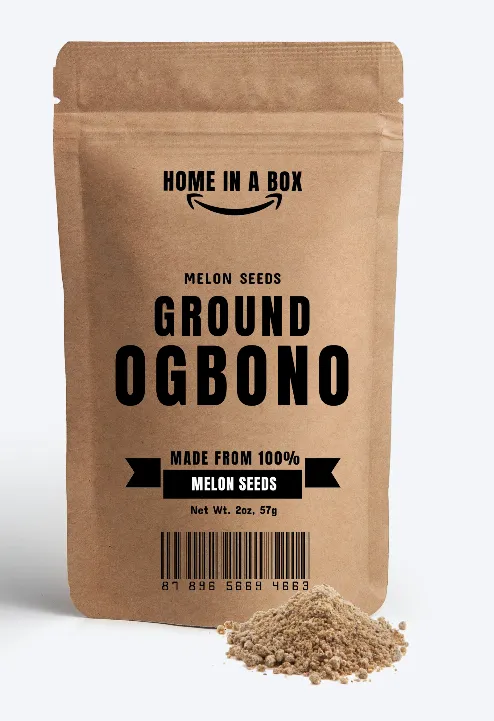 HOME IN A BOX
MELON SEEDS
GROUND
OGBONO
MADE FROM 100%
MELON SEEDS
Net Wt. 2oz, 57g
87 896 5669 4663